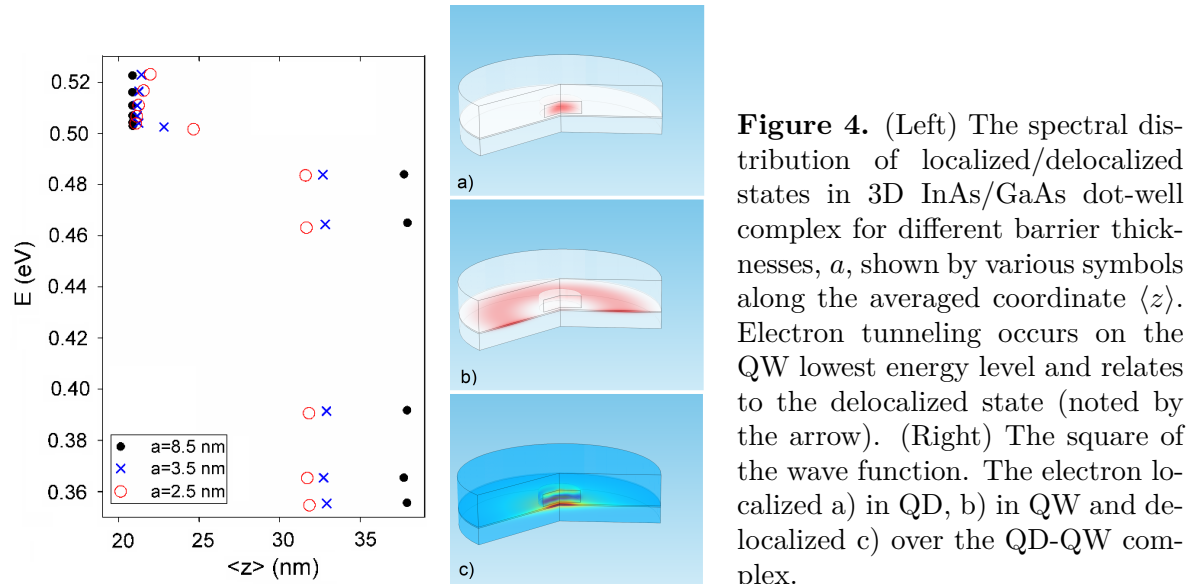 0.52
0.50
0.48
0.46
0.44
0.42
0.40
0.38
0.36
E (eV)
a=8.5 nm
a=3.5 nm
a=2.5 nm
20 25 30 35
<z> (nm)
a)
b)
c)
Figure 4. (Left) The spectral dis-
tribution of localized/delocalized
states in 3D InAs/GaAs dot-well
complex for different barrier thick-
nesses, a, shown by various symbols
along the averaged coordinate ⟨z⟩.
Electron tunneling occurs on the
QW lowest energy level and relates
to the delocalized state (noted by
the arrow). (Right) The square of
the wave function. The electron lo-
calized a) in QD, b) in QW and de-
localized c) over the QD-QW com-
plex.